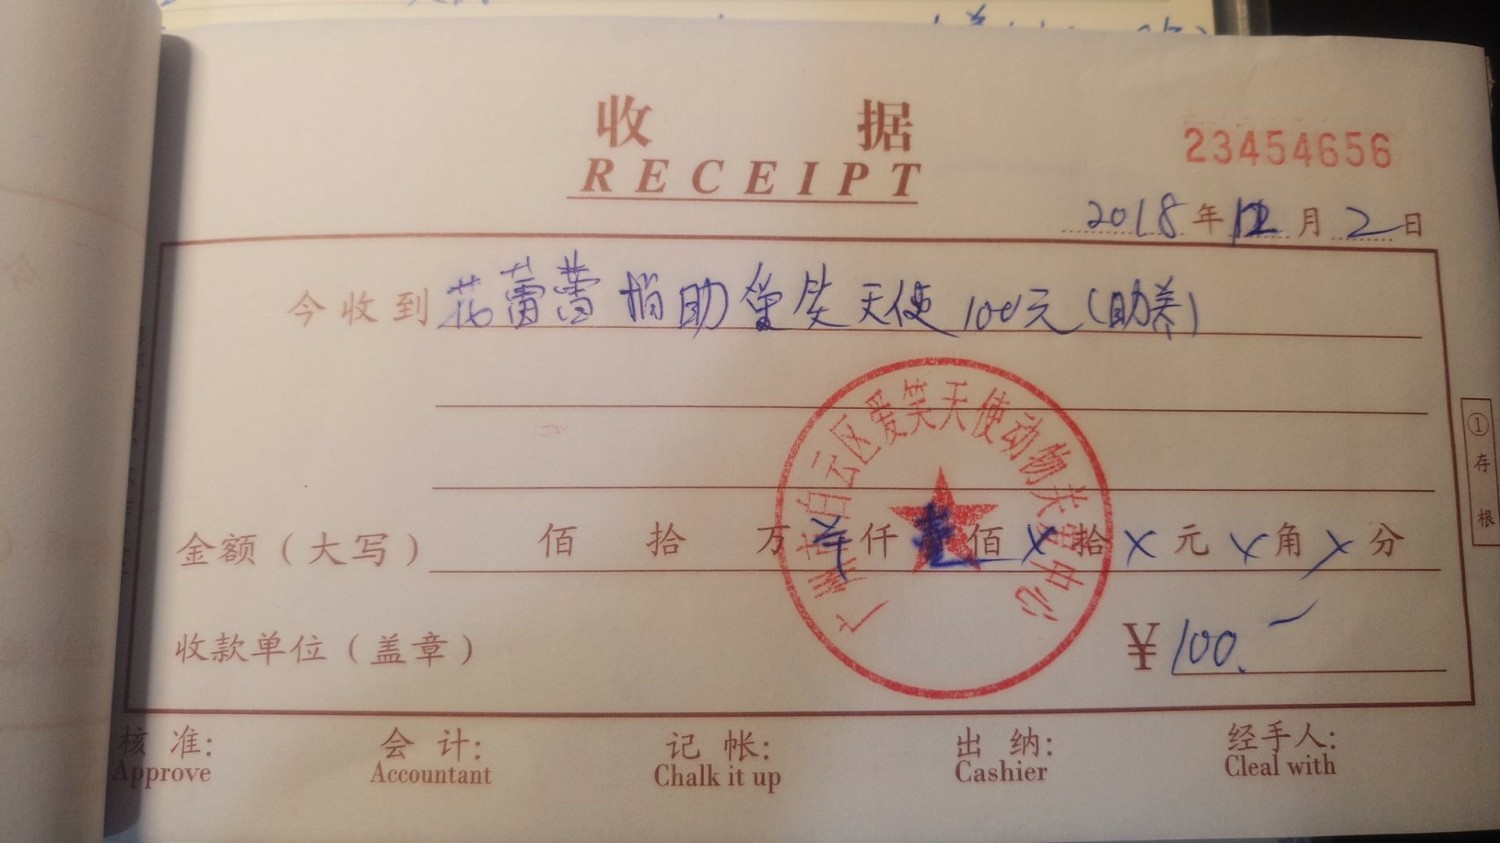 收 据
RECEIPT
23454656
2018年12月2日
今收到 花蕾蕾捐助爱笑天使100元(助养)
广州市白云区爱笑天使动物关爱中心
① 存根
金额(大写) 佰 拾 万 仟 壹 佰 X 拾 X 元 X 角 X 分
收款单位(盖章) ¥100.
核准: 会计: 记帐: 出纳: 经手人:
Approve Accountant Chalk it up Cashier Cleal with